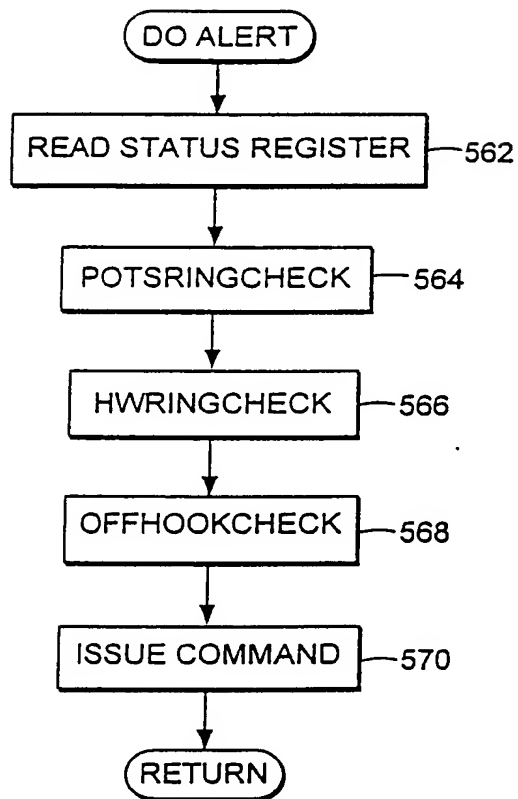 DO ALERT
READ STATUS REGISTER
562
POTSRINGCHECK
564
HWRINGCHECK
566
OFFHOOKCHECK
568
ISSUE COMMAND
570
RETURN